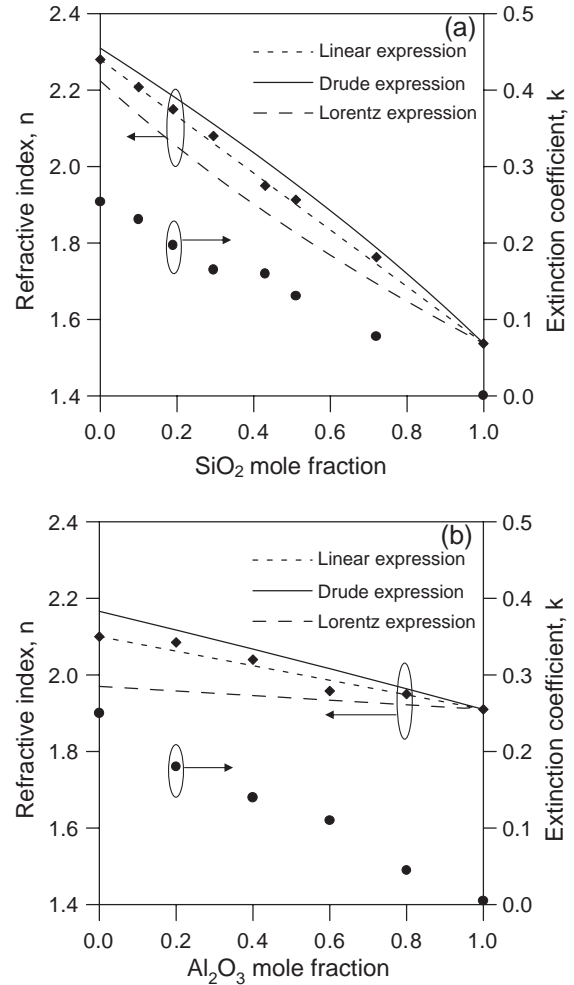 (a)
Linear expression
Drude expression
Lorentz expression
Refractive index, n
2.4
2.2
2.0
1.8
1.6
1.4
Extinction coefficient, k
0.5
0.4
0.3
0.2
0.1
0.0
0.0 0.2 0.4 0.6 0.8 1.0
SiO₂ mole fraction
(b)
Linear expression
Drude expression
Lorentz expression
Refractive index, n
2.4
2.2
2.0
1.8
1.6
1.4
Extinction coefficient, k
0.5
0.4
0.3
0.2
0.1
0.0
0.0 0.2 0.4 0.6 0.8 1.0
Al₂O₃ mole fraction